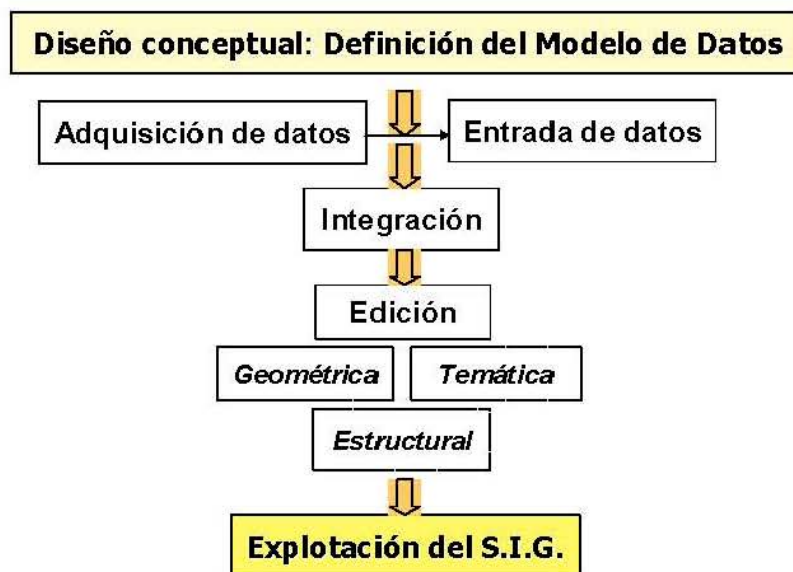 Diseño conceptual: Definición del Modelo de Datos
Adquisición de datos
Entrada de datos
Integración
Edición
Geométrica
Temática
Estructural
Explotación del S.I.G.